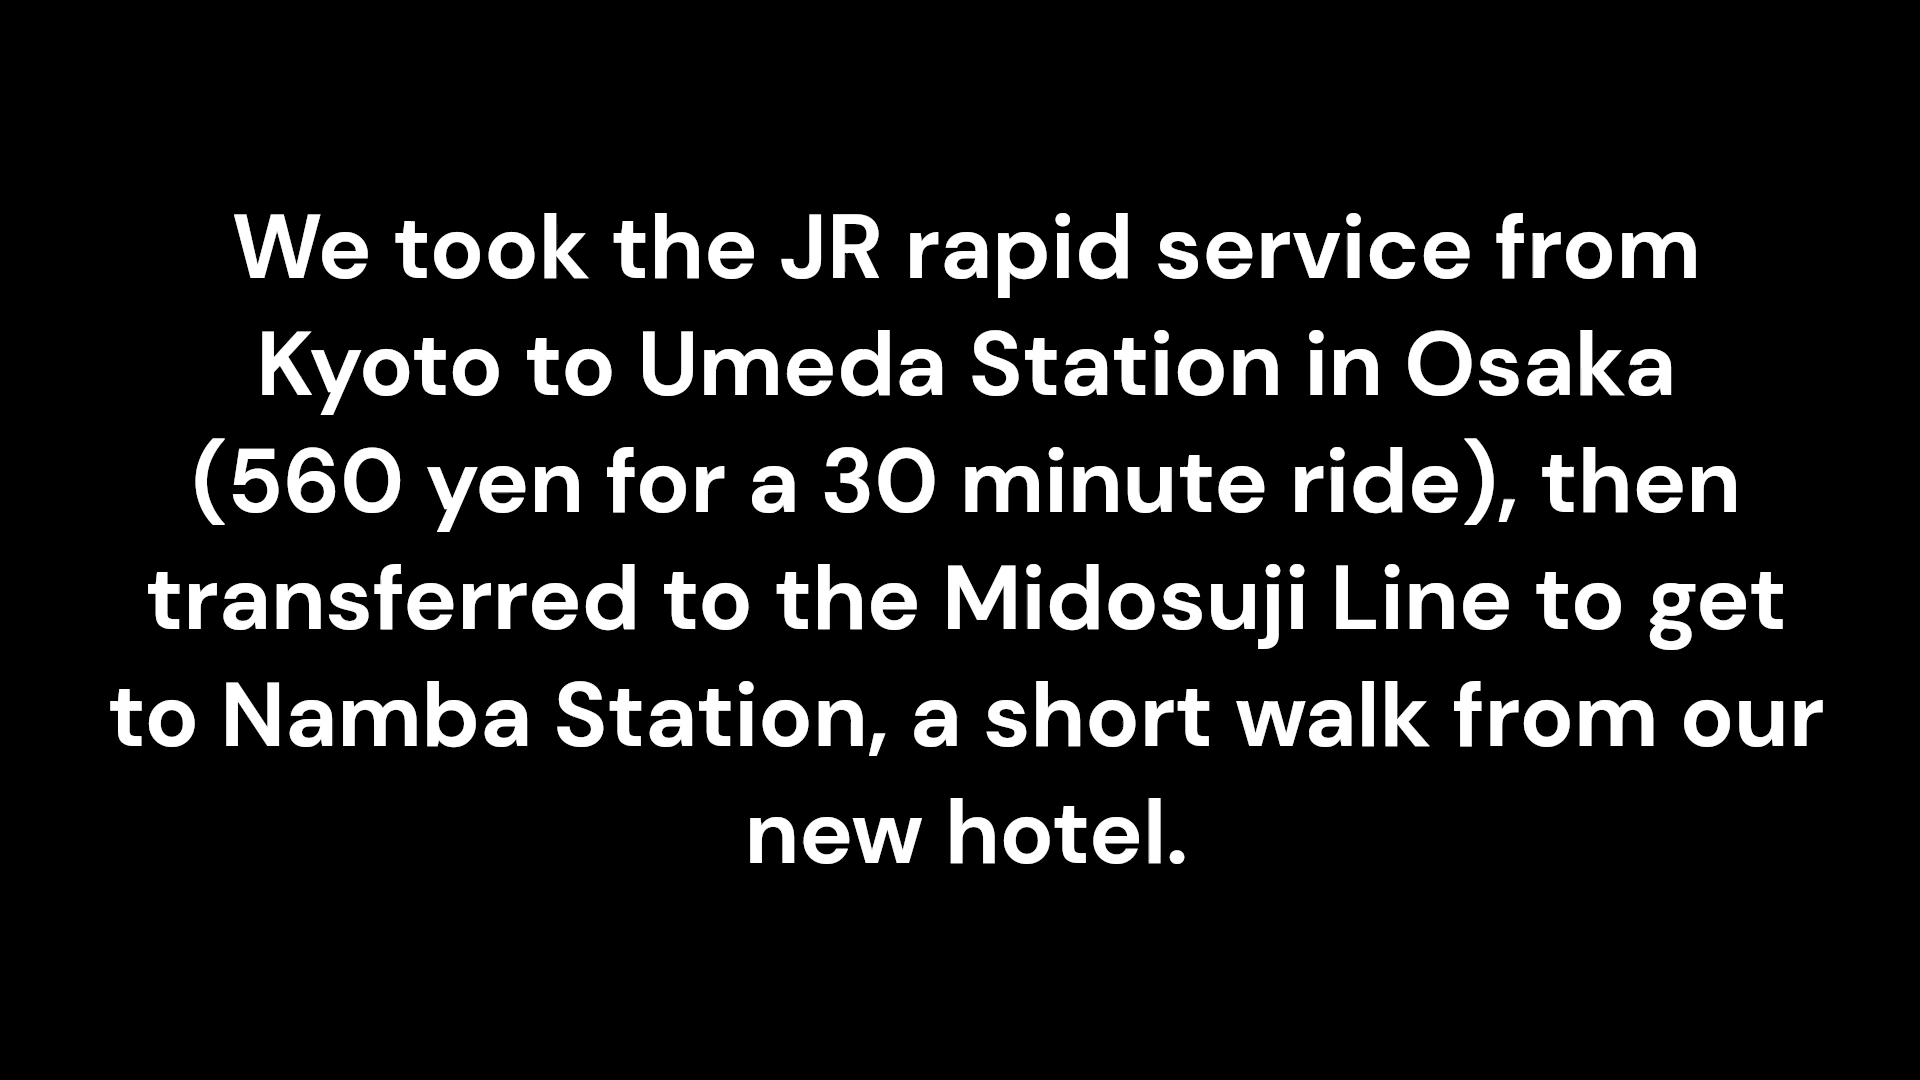 We took the JR rapid service from
Kyoto to Umeda Station in Osaka
(560 yen for a 30 minute ride), then
transferred to the Midosuji Line to get
to Namba Station, a short walk from our
new hotel.